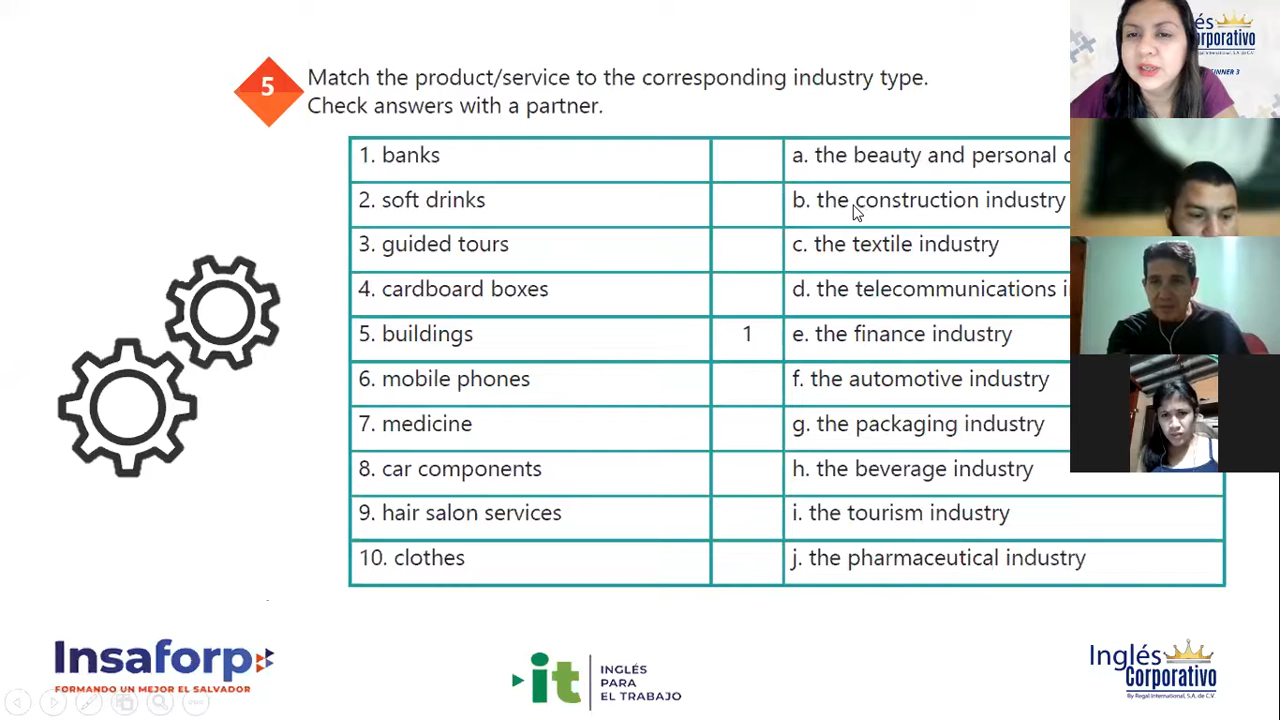 5
Match the product/service to the corresponding industry type.
Check answers with a partner.
1. banks
a. the beauty and personal
2. soft drinks
b. the construction industry
3. guided tours
c. the textile industry
4. cardboard boxes
d. the telecommunications
5. buildings
1
e. the finance industry
6. mobile phones
f. the automotive industry
7. medicine
g. the packaging industry
8. car components
h. the beverage industry
9. hair salon services
i. the tourism industry
10. clothes
j. the pharmaceutical industry
Insaforp
FORMANDO UN MEJOR EL SALVADOR
it
INGLÉS
PARA
EL TRABAJO
Inglés
Corporativo
By Regal International, S.A. de C.V.